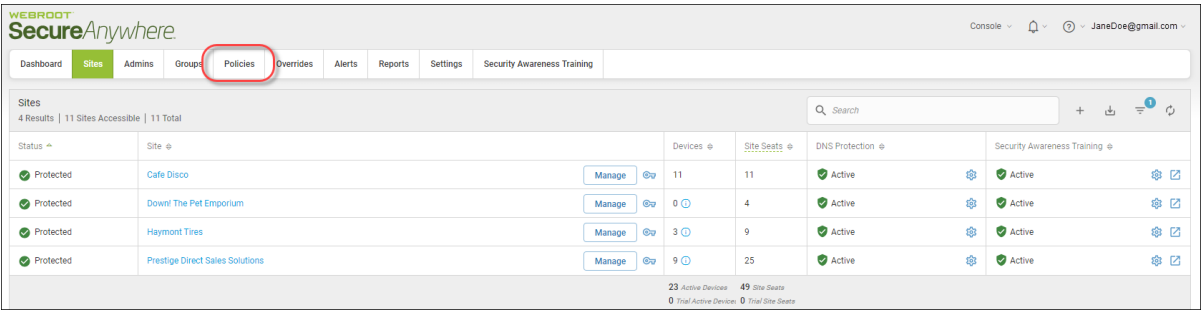 WEBROOT
SecureAnywhere.
Console JaneDoe@gmail.com
Dashboard Sites Admins Groups Policies Overrides Alerts Reports Settings Security Awareness Training
Sites
4 Results | 11 Sites Accessible | 11 Total
Search
1
Status Site Devices Site Seats DNS Protection Security Awareness Training
Protected Cafe Disco Manage 11 11 Active Active
Protected Down! The Pet Emporium Manage 0 4 Active Active
Protected Haymont Tires Manage 3 9 Active Active
Protected Prestige Direct Sales Solutions Manage 9 25 Active Active
23 Active Devices 49 Site Seats
0 Trial Active Devices 0 Trial Site Seats